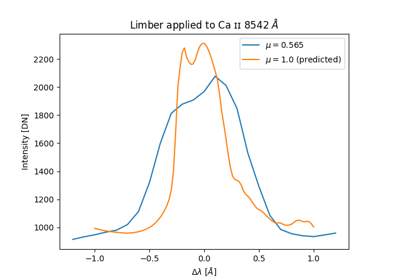 Limber applied to Ca II 8542 Å
μ = 0.565
μ = 1.0 (predicted)
Intensity [DN]
2200
2000
1800
1600
1400
1200
1000
−1.0 −0.5 0.0 0.5 1.0
Δλ [Å]